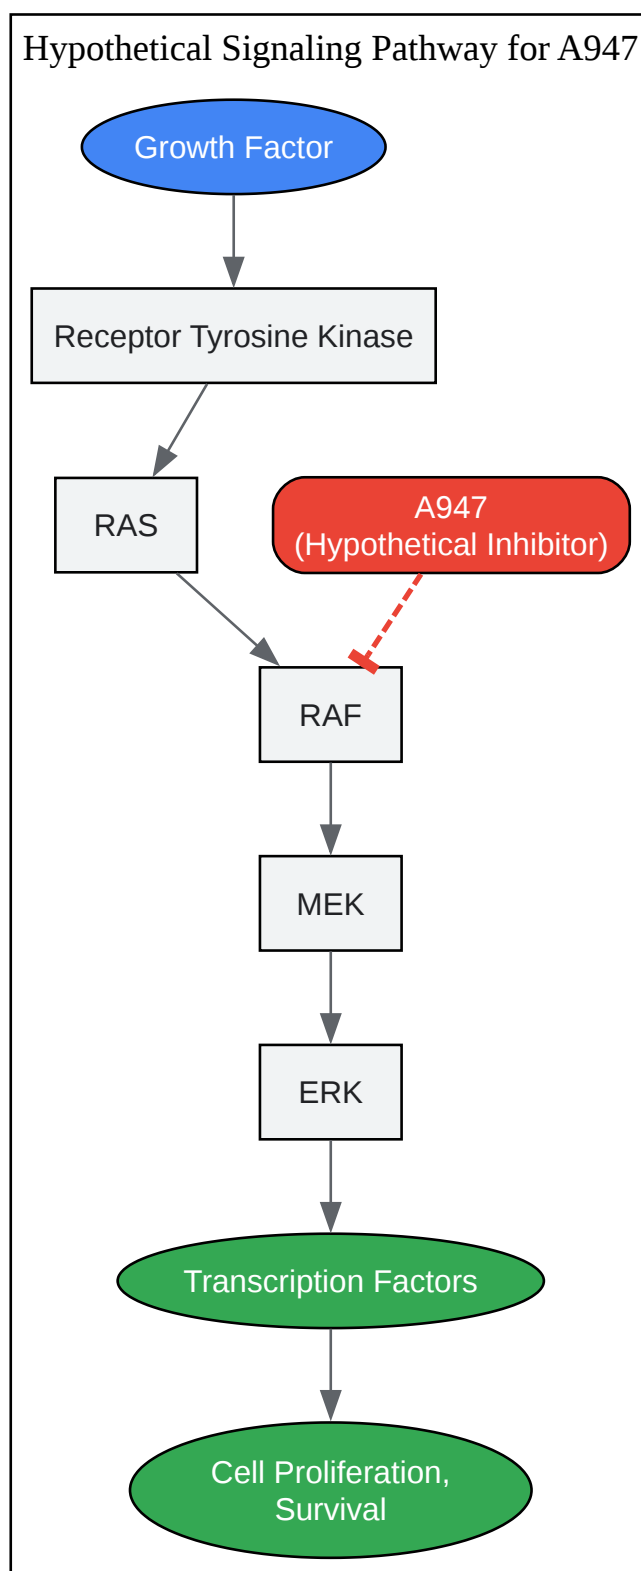 Hypothetical Signaling Pathway for A947
Growth Factor
Receptor Tyrosine Kinase
RAS
A947
(Hypothetical Inhibitor)
RAF
MEK
ERK
Transcription Factors
Cell Proliferation,
Survival